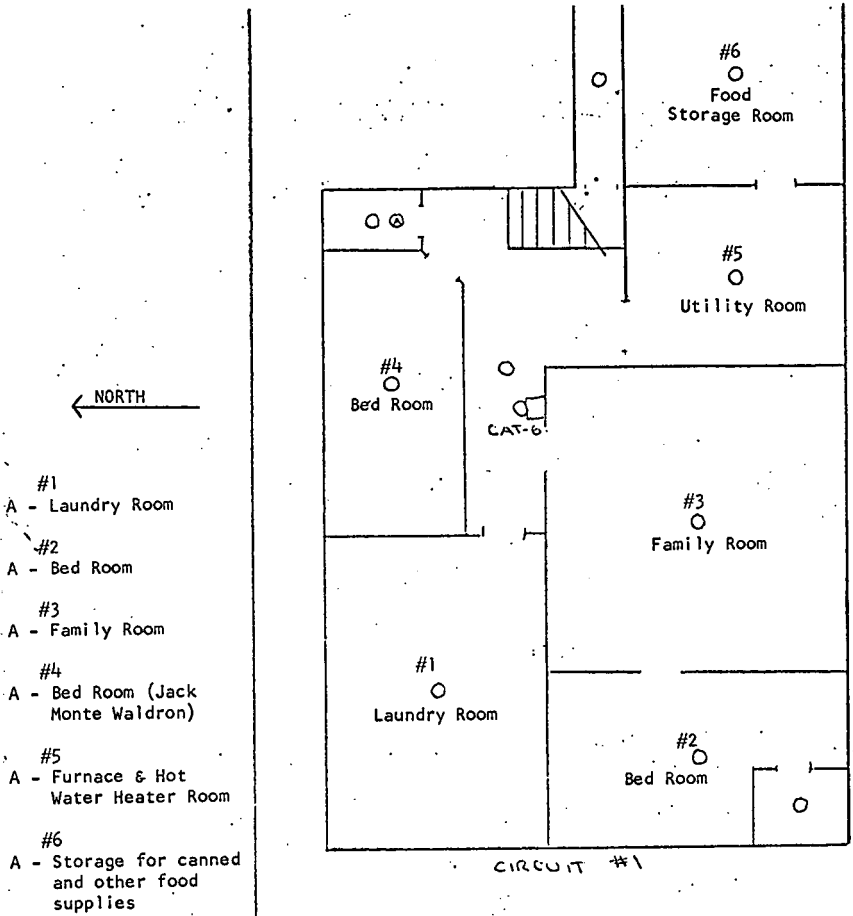 NORTH
#1
A - Laundry Room
#2
A - Bed Room
#3
A - Family Room
#4
A - Bed Room (Jack
Monte Waldron)
#5
A - Furnace & Hot
Water Heater Room
#6
A - Storage for canned
and other food
supplies
#6
Food
Storage Room
A
#5
Utility Room
#4
Bed Room
CAT-6
#3
Family Room
#1
Laundry Room
#2
Bed Room
CIRCUIT #1